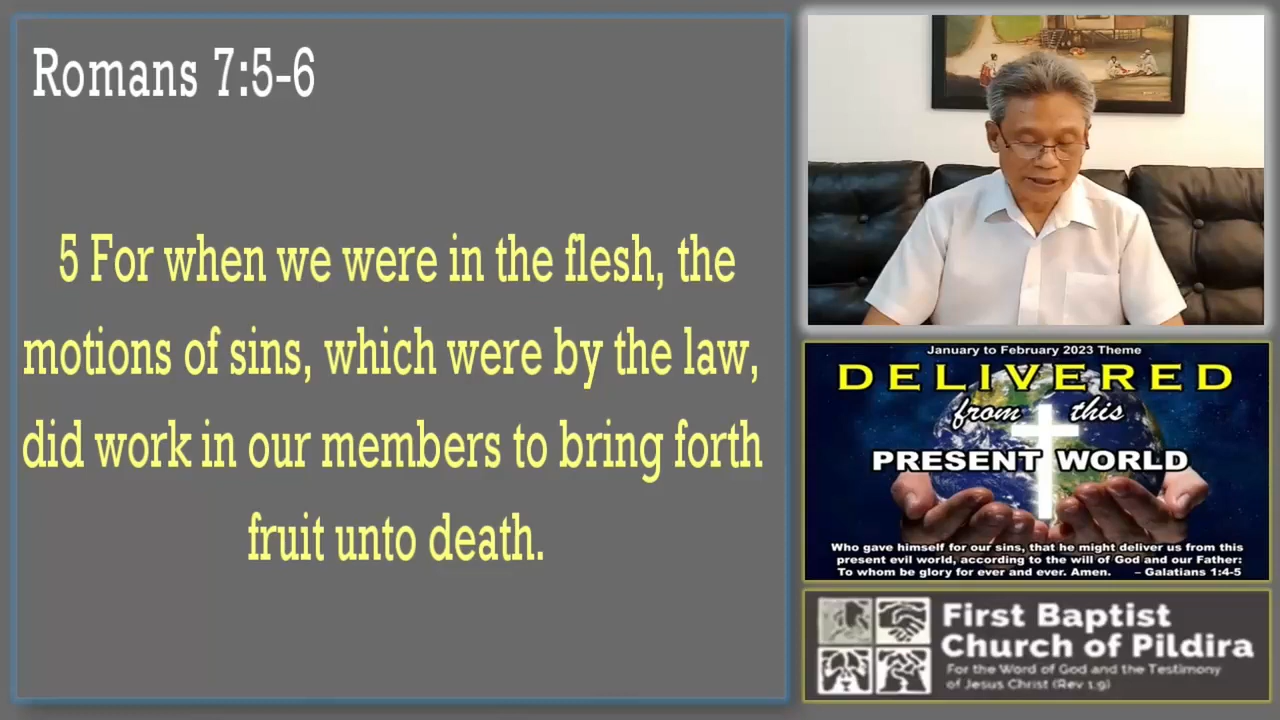 Romans 7:5-6
5 For when we were in the flesh, the
motions of sins, which were by the law,
did work in our members to bring forth
fruit unto death.
January to February 2023 Theme
DELIVERED
from this
PRESENT WORLD
Who gave himself for our sins, that he might deliver us from this
present evil world, according to the will of God and our Father:
To whom be glory for ever and ever. Amen. – Galatians 1:4-5
First Baptist
Church of Pildira
For the Word of God and the Testimony
of Jesus Christ (Rev 1:9)